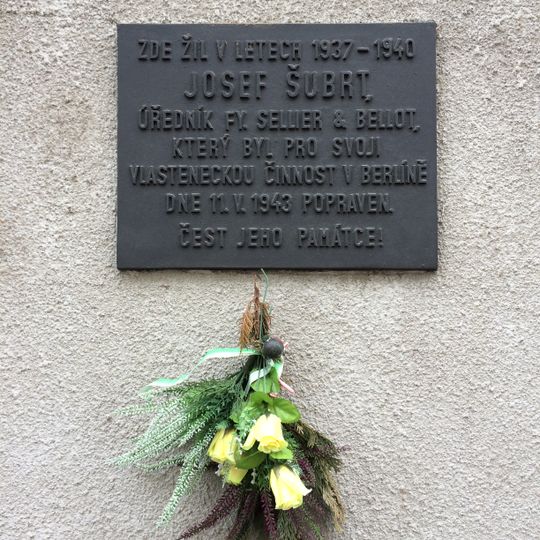 ZDE ŽIL V LETECH 1937 – 1940
JOSEF ŠUBRT,
ÚŘEDNÍK FY. SELLIER & BELLOT,
KTERÝ BYL PRO SVOJI
VLASTENECKOU ČINNOST V BERLÍNĚ
DNE 11. V. 1943 POPRAVEN.
ČEST JEHO PAMÁTCE!